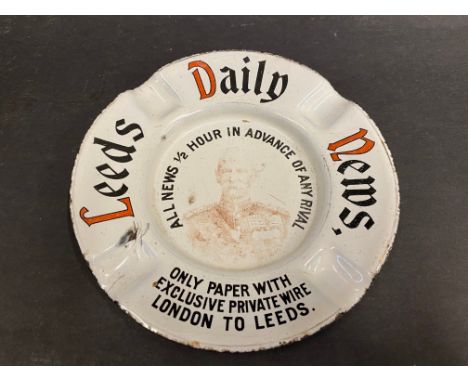 Leeds Daily News.
ALL NEWS ½ HOUR IN ADVANCE OF ANY RIVAL
ONLY PAPER WITH
EXCLUSIVE PRIVATE WIRE
LONDON TO LEEDS.